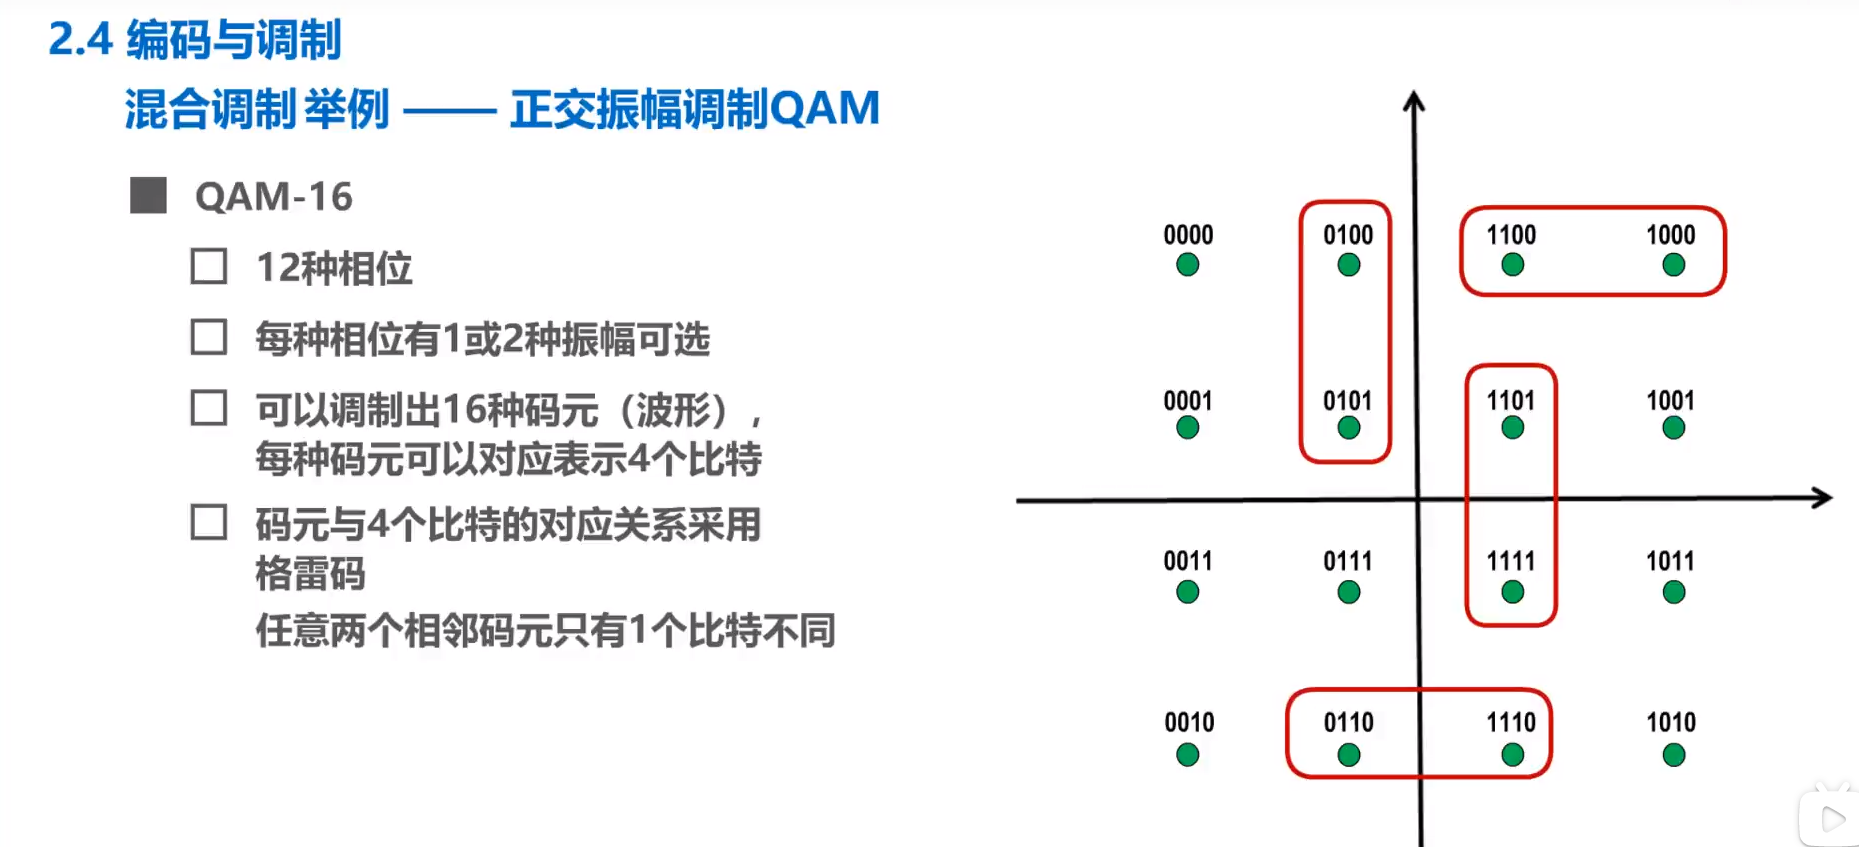 2.4 编码与调制
混合调制 举例 —— 正交振幅调制QAM
QAM-16
12种相位
每种相位有1或2种振幅可选
可以调制出16种码元（波形），
每种码元可以对应表示4个比特
码元与4个比特的对应关系采用
格雷码
任意两个相邻码元只有1个比特不同
0000 0100 1100 1000
0001 0101 1101 1001
0011 0111 1111 1011
0010 0110 1110 1010